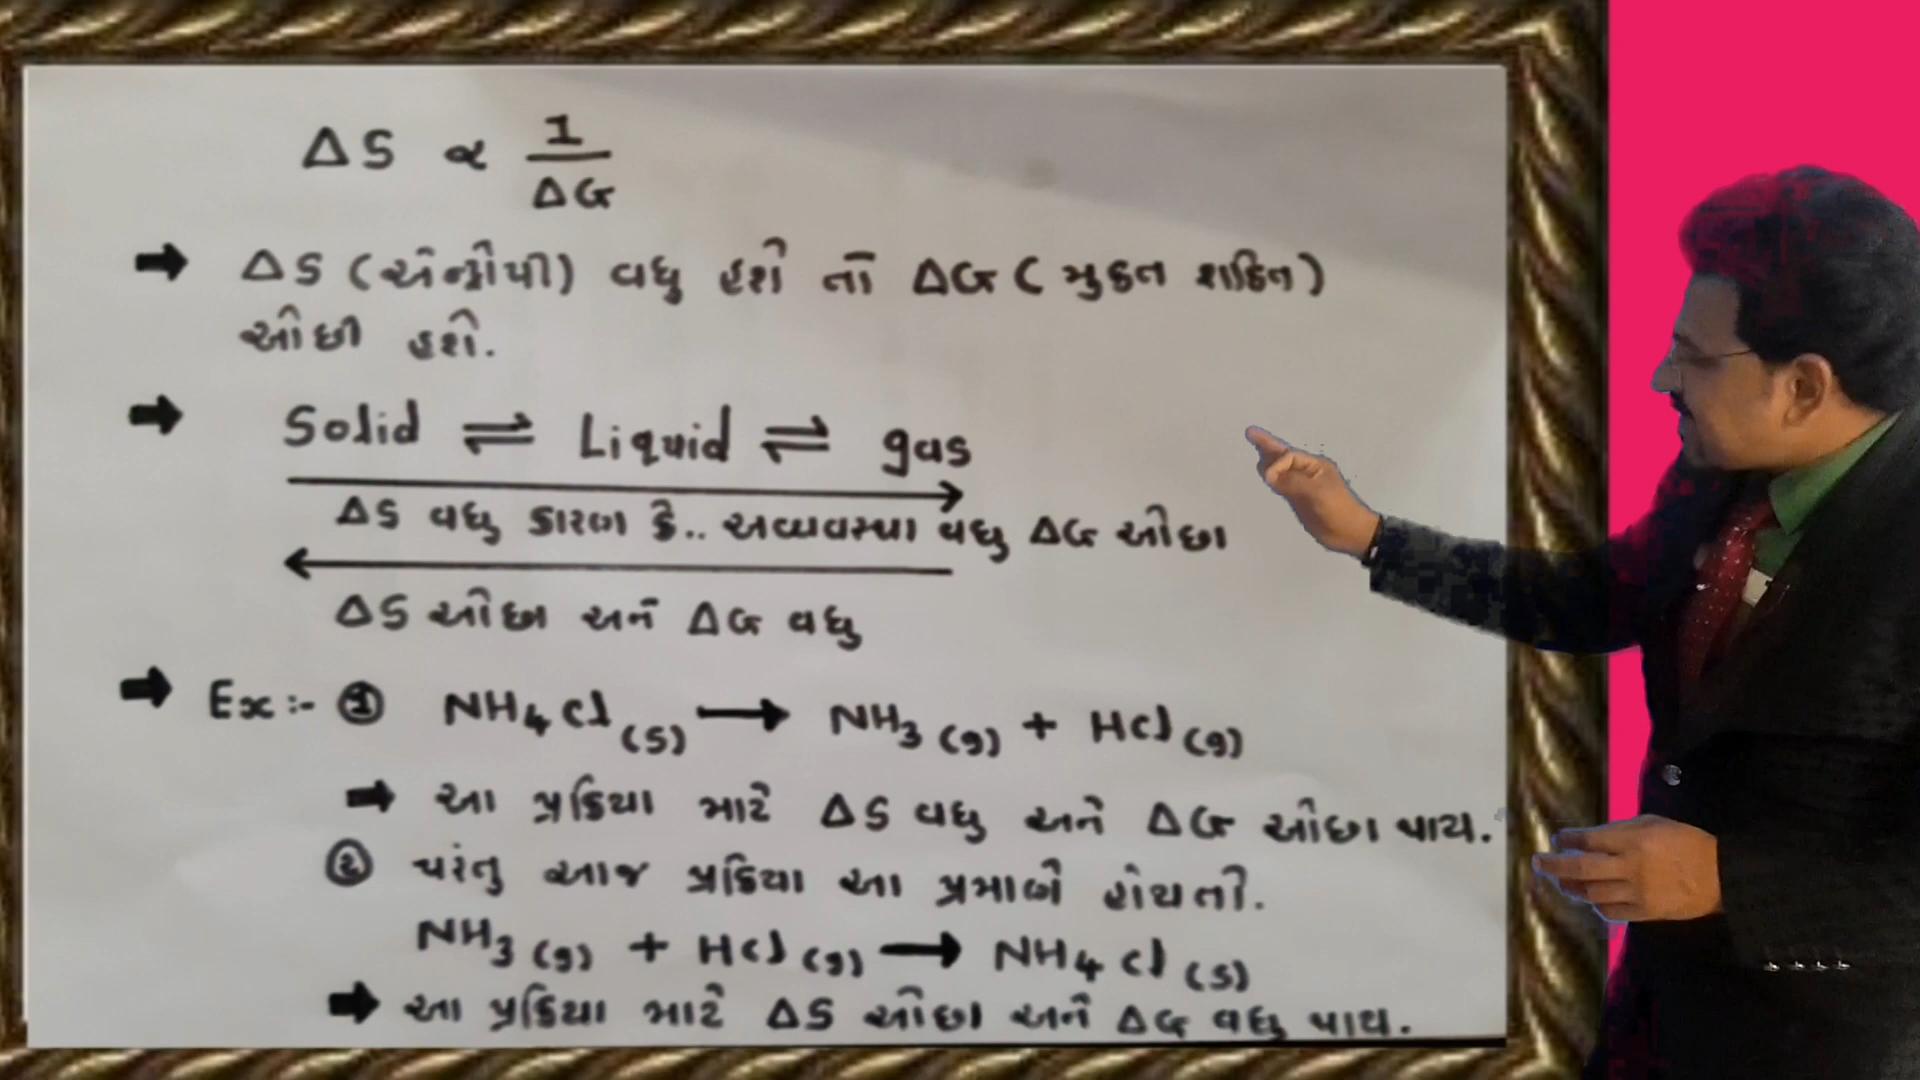 ΔS ∝ 1/ΔG
➡ ΔS (એન્ટ્રોપી) વધુ હશે તો ΔG (મુક્ત શક્તિ)
ઓછી હશે.
➡ Solid ⇌ Liquid ⇌ gas
ΔS વધુ કારણ કે.. અવ્યવસ્થા વધુ ΔG ઓછા
ΔS ઓછા અને ΔG વધુ
➡ Ex :- ① NH₄Cl (s) ⟶ NH₃ (g) + HCl (g)
➡ આ પ્રક્રિયા માટે ΔS વધુ અને ΔG ઓછા થાય.
② પરંતુ આજ પ્રક્રિયા આ પ્રમાણે હોયતો.
NH₃ (g) + HCl (g) ⟶ NH₄Cl (s)
➡ આ પ્રક્રિયા માટે ΔS ઓછા અને ΔG વધુ થાય.